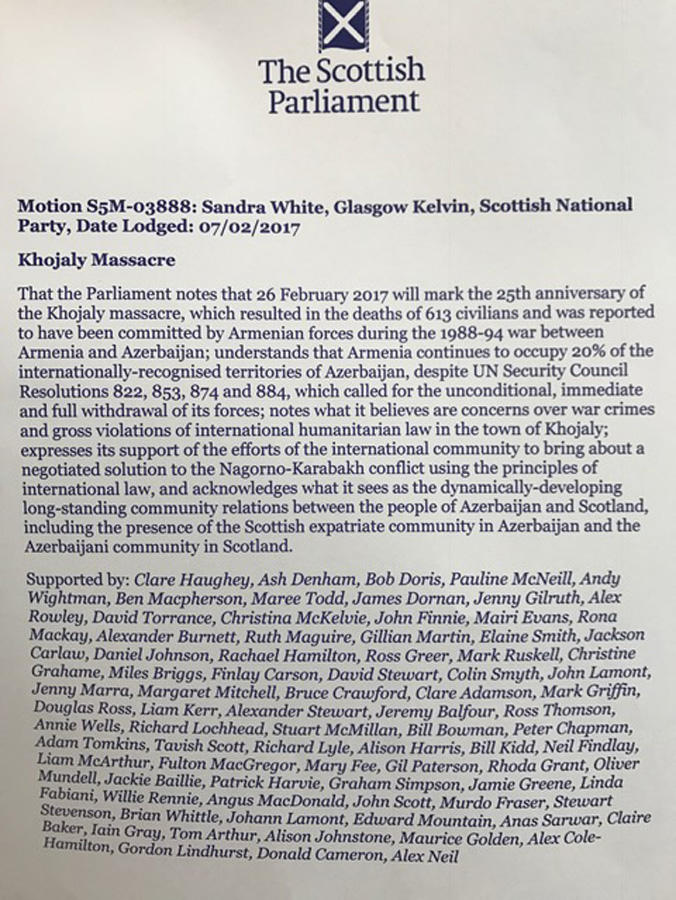 The Scottish
Parliament
Motion S5M-03888: Sandra White, Glasgow Kelvin, Scottish National
Party, Date Lodged: 07/02/2017
Khojaly Massacre
That the Parliament notes that 26 February 2017 will mark the 25th anniversary of
the Khojaly massacre, which resulted in the deaths of 613 civilians and was reported
to have been committed by Armenian forces during the 1988-94 war between
Armenia and Azerbaijan; understands that Armenia continues to occupy 20% of the
internationally-recognised territories of Azerbaijan, despite UN Security Council
Resolutions 822, 853, 874 and 884, which called for the unconditional, immediate
and full withdrawal of its forces; notes what it believes are concerns over war crimes
and gross violations of international humanitarian law in the town of Khojaly;
expresses its support of the efforts of the international community to bring about a
negotiated solution to the Nagorno-Karabakh conflict using the principles of
international law, and acknowledges what it sees as the dynamically-developing
long-standing community relations between the people of Azerbaijan and Scotland,
including the presence of the Scottish expatriate community in Azerbaijan and the
Azerbaijani community in Scotland.
Supported by: Clare Haughey, Ash Denham, Bob Doris, Pauline McNeill, Andy
Wightman, Ben Macpherson, Maree Todd, James Dornan, Jenny Gilruth, Alex
Rowley, David Torrance, Christina McKelvie, John Finnie, Mairi Evans, Rona
Mackay, Alexander Burnett, Ruth Maguire, Gillian Martin, Elaine Smith, Jackson
Carlaw, Daniel Johnson, Rachael Hamilton, Ross Greer, Mark Ruskell, Christine
Grahame, Miles Briggs, Finlay Carson, David Stewart, Colin Smyth, John Lamont,
Jenny Marra, Margaret Mitchell, Bruce Crawford, Clare Adamson, Mark Griffin,
Douglas Ross, Liam Kerr, Alexander Stewart, Jeremy Balfour, Ross Thomson,
Annie Wells, Richard Lochhead, Stuart McMillan, Bill Bowman, Peter Chapman,
Adam Tomkins, Tavish Scott, Richard Lyle, Alison Harris, Bill Kidd, Neil Findlay,
Liam McArthur, Fulton MacGregor, Mary Fee, Gil Paterson, Rhoda Grant, Oliver
Mundell, Jackie Baillie, Patrick Harvie, Graham Simpson, Jamie Greene, Linda
Fabiani, Willie Rennie, Angus MacDonald, John Scott, Murdo Fraser, Stewart
Stevenson, Brian Whittle, Johann Lamont, Edward Mountain, Anas Sarwar, Claire
Baker, Iain Gray, Tom Arthur, Alison Johnstone, Maurice Golden, Alex Cole-
Hamilton, Gordon Lindhurst, Donald Cameron, Alex Neil